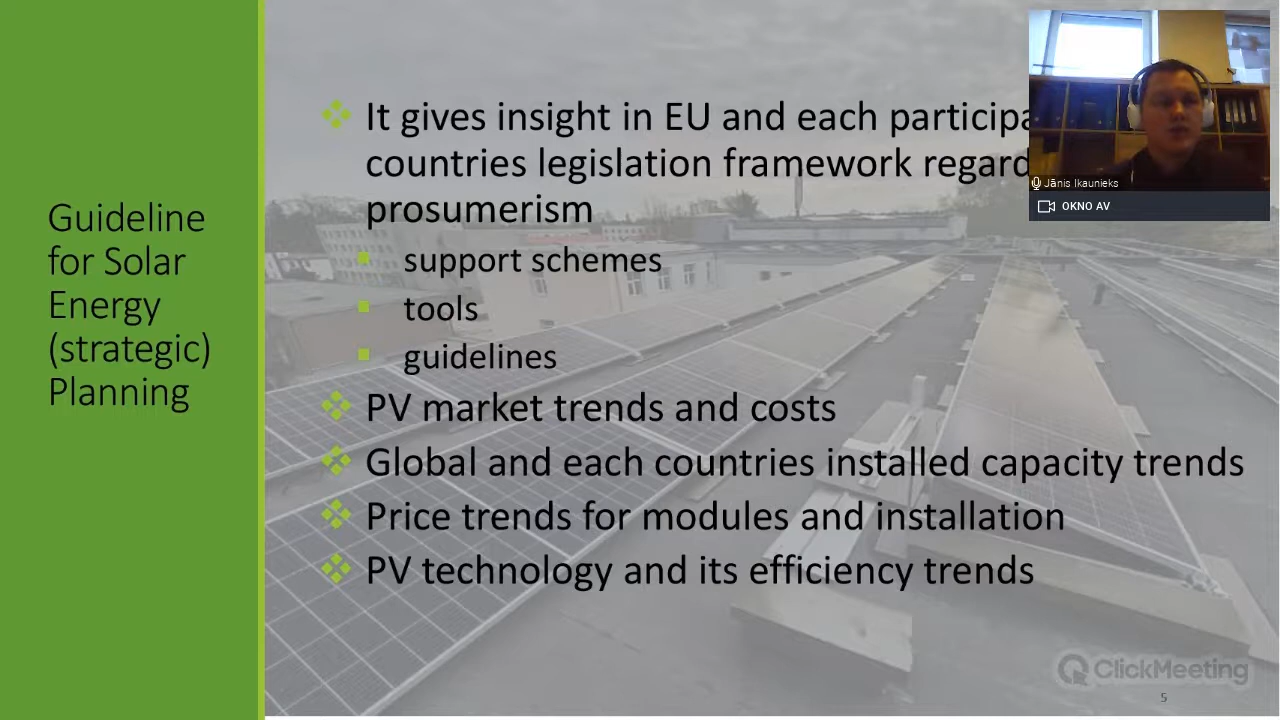 Guideline
for Solar
Energy
(strategic)
Planning
It gives insight in EU and each
countries legislation framework
prosumerism
support schemes
tools
guidelines
PV market trends and costs
Global and each countries installed capacity trends
Price trends for modules and installation
PV technology and its efficiency trends
Jānis Ikaunieks
OKNO AV
ClickMeeting
5